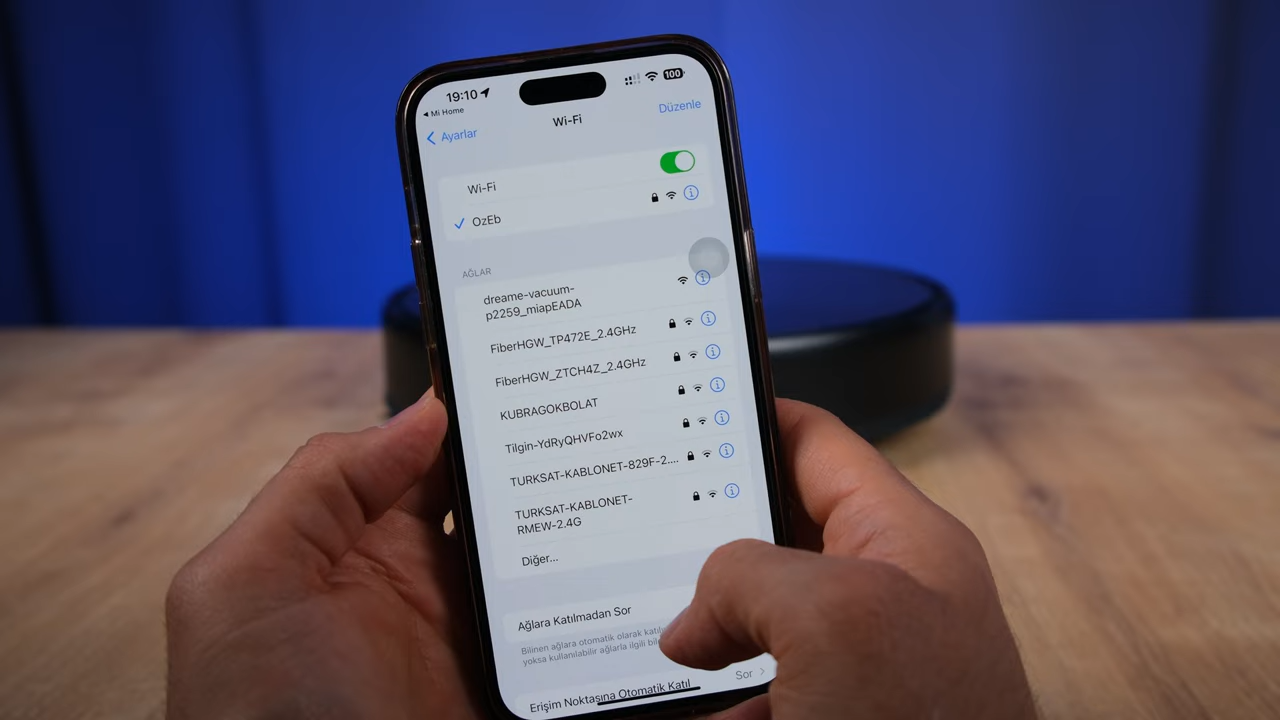 19:10
100
Mi Home
Ayarlar
Wi-Fi
Düzenle
Wi-Fi
OzEb
AĞLAR
dreame-vacuum-
p2259_miapEADA
FiberHGW_TP472E_2.4GHz
FiberHGW_ZTCH4Z_2.4GHz
KUBRAGOKBOLAT
Tilgin-YdRyQHVFo2wx
TURKSAT-KABLONET-829F-2....
TURKSAT-KABLONET-
RMEW-2.4G
Diğer...
Ağlara Katılmadan Sor
Bilinen ağlara otomatik olarak
yoksa kullanılabilir ağlarla ilgili
Erişim Noktasına Otomatik Katıl
Sor